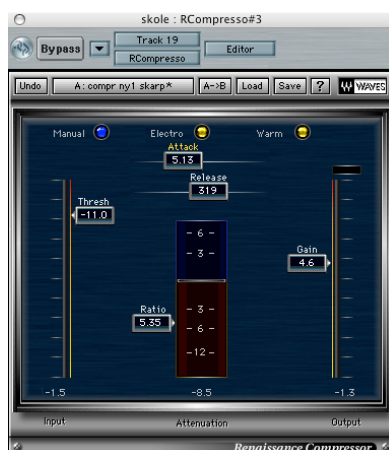 skole : RCompresso#3
Bypass
Track 19
RCompresso
Editor
Undo
A: compr ny1 skarp*
A->B
Load
Save
?
WAVES
Manual
Electro
Warm
Attack
5.13
Release
319
Thresh
-11.0
Gain
4.6
Ratio
5.35
- 6 -
- 3 -
- 3 -
- 6 -
-12 -
-1.5
-8.5
-1.3
Input
Attenuation
Output
Renaissance Compressor